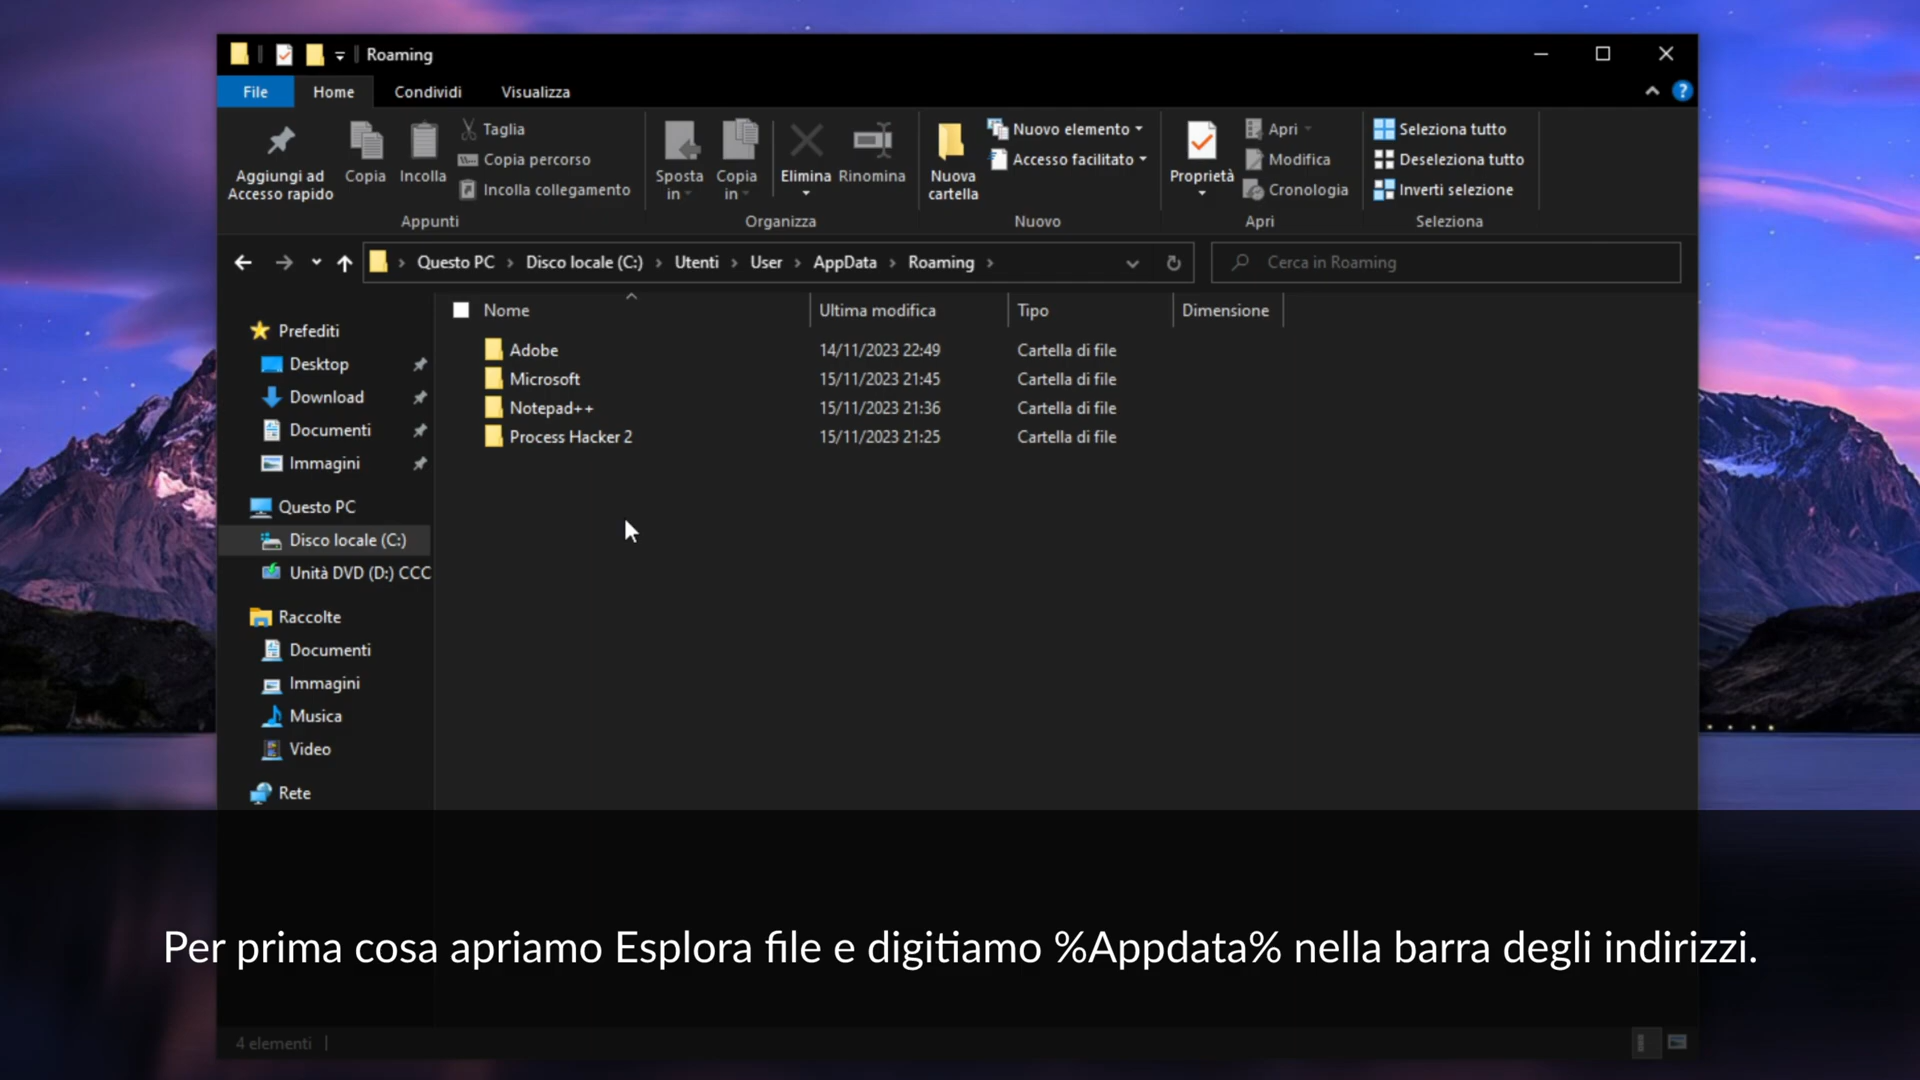 Roaming
File Home Condividi Visualizza
Aggiungi ad
Accesso rapido
Copia
Incolla
Taglia
Copia percorso
Incolla collegamento
Appunti
Sposta
in
Copia
in
Elimina
Rinomina
Organizza
Nuova
cartella
Nuovo elemento
Accesso facilitato
Nuovo
Proprietà
Apri
Modifica
Cronologia
Apri
Seleziona tutto
Deseleziona tutto
Inverti selezione
Seleziona
Questo PC › Disco locale (C:) › Utenti › User › AppData › Roaming ›
Cerca in Roaming
Prefediti
Desktop
Download
Documenti
Immagini
Questo PC
Disco locale (C:)
Unità DVD (D:) CCC
Raccolte
Documenti
Immagini
Musica
Video
Rete
Nome Ultima modifica Tipo Dimensione
Adobe 14/11/2023 22:49 Cartella di file
Microsoft 15/11/2023 21:45 Cartella di file
Notepad++ 15/11/2023 21:36 Cartella di file
Process Hacker 2 15/11/2023 21:25 Cartella di file
Per prima cosa apriamo Esplora file e digitiamo %Appdata% nella barra degli indirizzi.
4 elementi